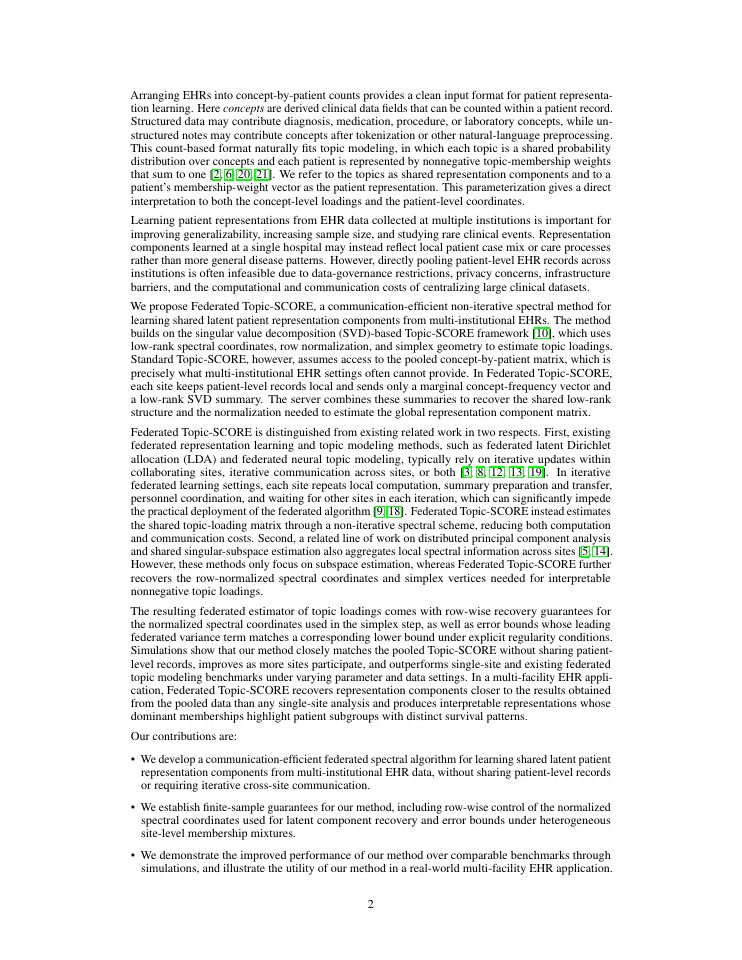 Arranging EHRs into concept-by-patient counts provides a clean input format for patient representa-
tion learning. Here concepts are derived clinical data fields that can be counted within a patient record.
Structured data may contribute diagnosis, medication, procedure, or laboratory concepts, while un-
structured notes may contribute concepts after tokenization or other natural-language preprocessing.
This count-based format naturally fits topic modeling, in which each topic is a shared probability
distribution over concepts and each patient is represented by nonnegative topic-membership weights
that sum to one [2, 6, 20, 21]. We refer to the topics as shared representation components and to a
patient's membership-weight vector as the patient representation. This parameterization gives a direct
interpretation to both the concept-level loadings and the patient-level coordinates.
Learning patient representations from EHR data collected at multiple institutions is important for
improving generalizability, increasing sample size, and studying rare clinical events. Representation
components learned at a single hospital may instead reflect local patient case mix or care processes
rather than more general disease patterns. However, directly pooling patient-level EHR records across
institutions is often infeasible due to data-governance restrictions, privacy concerns, infrastructure
barriers, and the computational and communication costs of centralizing large clinical datasets.
We propose Federated Topic-SCORE, a communication-efficient non-iterative spectral method for
learning shared latent patient representation components from multi-institutional EHRs. The method
builds on the singular value decomposition (SVD)-based Topic-SCORE framework [10], which uses
low-rank spectral coordinates, row normalization, and simplex geometry to estimate topic loadings.
Standard Topic-SCORE, however, assumes access to the pooled concept-by-patient matrix, which is
precisely what multi-institutional EHR settings often cannot provide. In Federated Topic-SCORE,
each site keeps patient-level records local and sends only a marginal concept-frequency vector and
a low-rank SVD summary. The server combines these summaries to recover the shared low-rank
structure and the normalization needed to estimate the global representation component matrix.
Federated Topic-SCORE is distinguished from existing related work in two respects. First, existing
federated representation learning and topic modeling methods, such as federated latent Dirichlet
allocation (LDA) and federated neural topic modeling, typically rely on iterative updates within
collaborating sites, iterative communication across sites, or both [3, 8, 12, 13, 19]. In iterative
federated learning settings, each site repeats local computation, summary preparation and transfer,
personnel coordination, and waiting for other sites in each iteration, which can significantly impede
the practical deployment of the federated algorithm [9, 18]. Federated Topic-SCORE instead estimates
the shared topic-loading matrix through a non-iterative spectral scheme, reducing both computation
and communication costs. Second, a related line of work on distributed principal component analysis
and shared singular-subspace estimation also aggregates local spectral information across sites [5, 14].
However, these methods only focus on subspace estimation, whereas Federated Topic-SCORE further
recovers the row-normalized spectral coordinates and simplex vertices needed for interpretable
nonnegative topic loadings.
The resulting federated estimator of topic loadings comes with row-wise recovery guarantees for
the normalized spectral coordinates used in the simplex step, as well as error bounds whose leading
federated variance term matches a corresponding lower bound under explicit regularity conditions.
Simulations show that our method closely matches the pooled Topic-SCORE without sharing patient-
level records, improves as more sites participate, and outperforms single-site and existing federated
topic modeling benchmarks under varying parameter and data settings. In a multi-facility EHR appli-
cation, Federated Topic-SCORE recovers representation components closer to the results obtained
from the pooled data than any single-site analysis and produces interpretable representations whose
dominant memberships highlight patient subgroups with distinct survival patterns.
Our contributions are:
• We develop a communication-efficient federated spectral algorithm for learning shared latent patient
representation components from multi-institutional EHR data, without sharing patient-level records
or requiring iterative cross-site communication.
• We establish finite-sample guarantees for our method, including row-wise control of the normalized
spectral coordinates used for latent component recovery and error bounds under heterogeneous
site-level membership mixtures.
• We demonstrate the improved performance of our method over comparable benchmarks through
simulations, and illustrate the utility of our method in a real-world multi-facility EHR application.
2